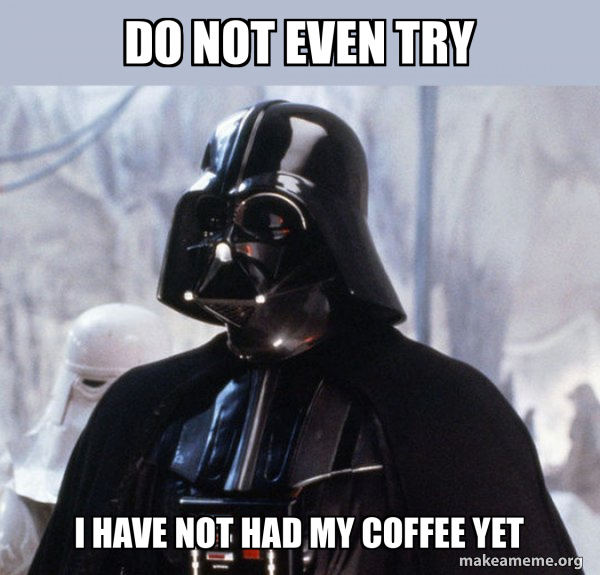 DO NOT EVEN TRY
I HAVE NOT HAD MY COFFEE YET
makeameme.org